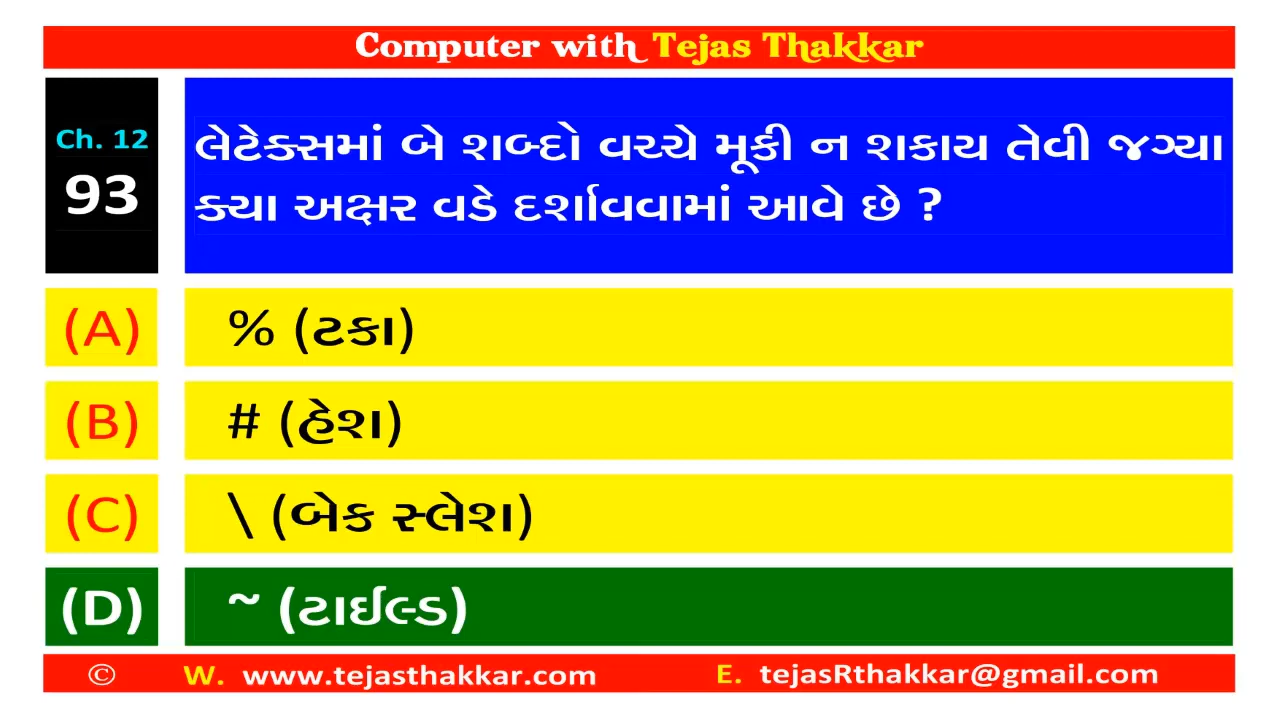 Computer with Tejas Thakkar
Ch. 12
93
લેટેક્સમાં બે શબ્દો વચ્ચે મૂકી ન શકાય તેવી જગ્યા
ક્યા અક્ષર વડે દર્શાવવામાં આવે છે ?
(A) % (ટકા)
(B) # (હેશ)
(C) \ (બેક સ્લેશ)
(D) ~ (ટાઈલ્ડ)
© W. www.tejasthakkar.com E. tejasRthakkar@gmail.com